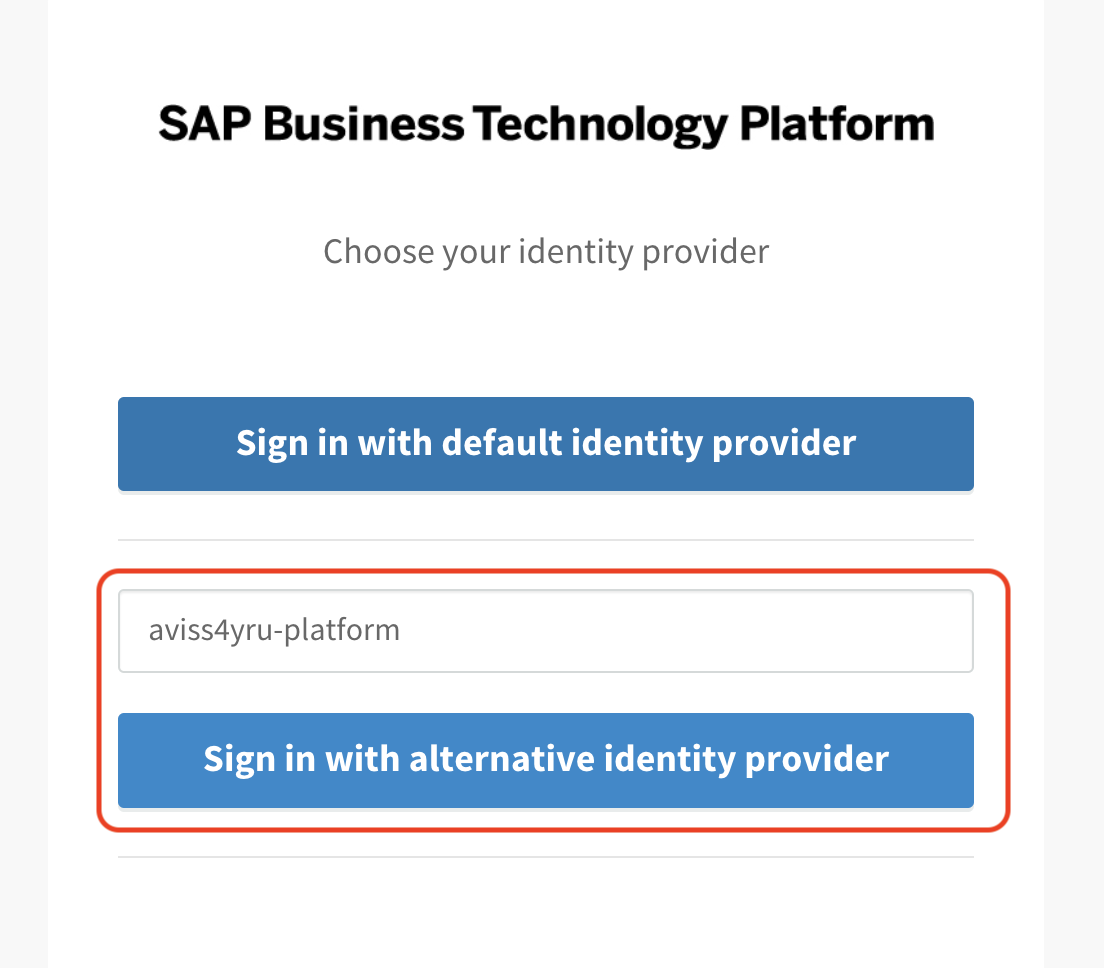 SAP Business Technology Platform
Choose your identity provider
Sign in with default identity provider
aviss4yru-platform
Sign in with alternative identity provider